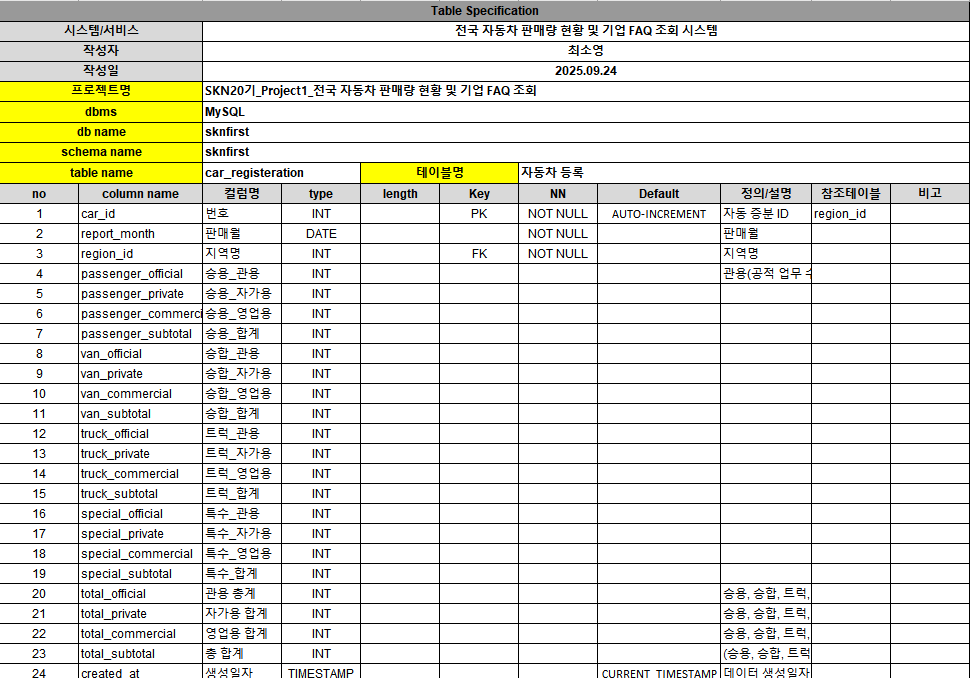 Table Specification
시스템/서비스 전국 자동차 판매량 현황 및 기업 FAQ 조회 시스템
작성자 최소영
작성일 2025.09.24
프로젝트명 SKN20기_Project1_전국 자동차 판매량 현황 및 기업 FAQ 조회
dbms MySQL
db name sknfirst
schema name sknfirst
table name car_registeration 테이블명 자동차 등록
no column name 컬럼명 type length Key NN Default 정의/설명 참조테이블 비고
1 car_id 번호 INT PK NOT NULL AUTO-INCREMENT 자동 증분 ID region_id
2 report_month 판매월 DATE NOT NULL 판매월
3 region_id 지역명 INT FK NOT NULL 지역명
4 passenger_official 승용_관용 INT 관용(공적 업무
5 passenger_private 승용_자가용 INT
6 passenger_commerci 승용_영업용 INT
7 passenger_subtotal 승용_합계 INT
8 van_official 승합_관용 INT
9 van_private 승합_자가용 INT
10 van_commercial 승합_영업용 INT
11 van_subtotal 승합_합계 INT
12 truck_official 트럭_관용 INT
13 truck_private 트럭_자가용 INT
14 truck_commercial 트럭_영업용 INT
15 truck_subtotal 트럭_합계 INT
16 special_official 특수_관용 INT
17 special_private 특수_자가용 INT
18 special_commercial 특수_영업용 INT
19 special_subtotal 특수_합계 INT
20 total_official 관용 총계 INT 승용, 승합, 트럭,
21 total_private 자가용 합계 INT 승용, 승합, 트럭,
22 total_commercial 영업용 합계 INT 승용, 승합, 트럭,
23 total_subtotal 총 합계 INT (승용, 승합, 트럭
24 created_at 생성일자 TIMESTAMP CURRENT_TIMESTAMP 데이터 생성일자